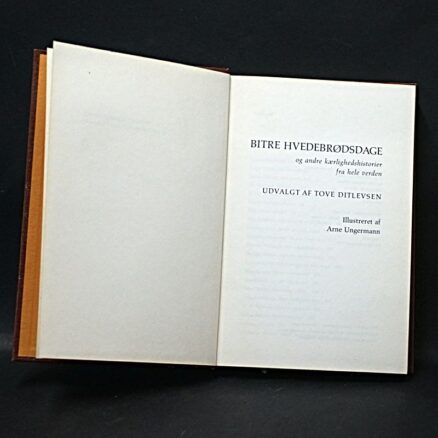 BITRE HVEDEBRØDSDAGE
og andre kærlighedshistorier
fra hele verden
UDVALGT AF TOVE DITLEVSEN
Illustreret af
Arne Ungermann